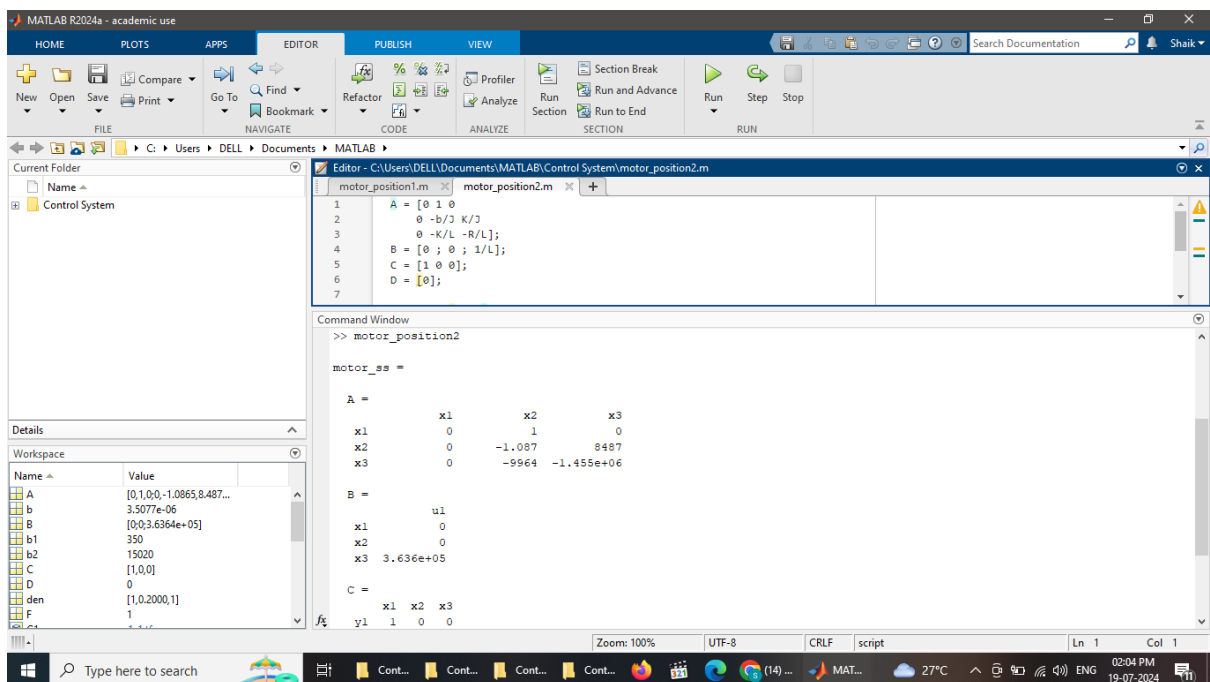 MATLAB R2024a - academic use
HOME PLOTS APPS EDITOR PUBLISH VIEW Search Documentation Shaik
New Open Save Compare Print Go To Find Bookmark Refactor Profiler Analyze Run Section Section Break Run and Advance Run to End Run Step Stop
FILE NAVIGATE CODE ANALYZE SECTION RUN
C: Users DELL Documents MATLAB
Current Folder
Name
Control System
Editor - C:\Users\DELL\Documents\MATLAB\Control System\motor_position2.m
motor_position1.m motor_position2.m
1 A = [0 1 0
2 0 -b/J K/J
3 0 -K/L -R/L];
4 B = [0 ; 0 ; 1/L];
5 C = [1 0 0];
6 D = [0];
7
Command Window
>> motor_position2
motor_ss =
A =
x1 x2 x3
x1 0 1 0
x2 0 -1.087 8487
x3 0 -9964 -1.455e+06
B =
u1
x1 0
x2 0
x3 3.636e+05
C =
x1 x2 x3
fx y1 1 0 0
Details
Workspace
Name Value
A [0,1,0;0,-1.0865,8.487...
b 3.5077e-06
B [0;0;3.6364e+05]
b1 350
b2 15020
C [1,0,0]
D 0
den [1,0.2000,1]
F 1
Zoom: 100% UTF-8 CRLF script Ln 1 Col 1
Type here to search Cont... Cont... Cont... Cont... 321 (14) ... MAT... 27°C ENG 02:04 PM
19-07-2024